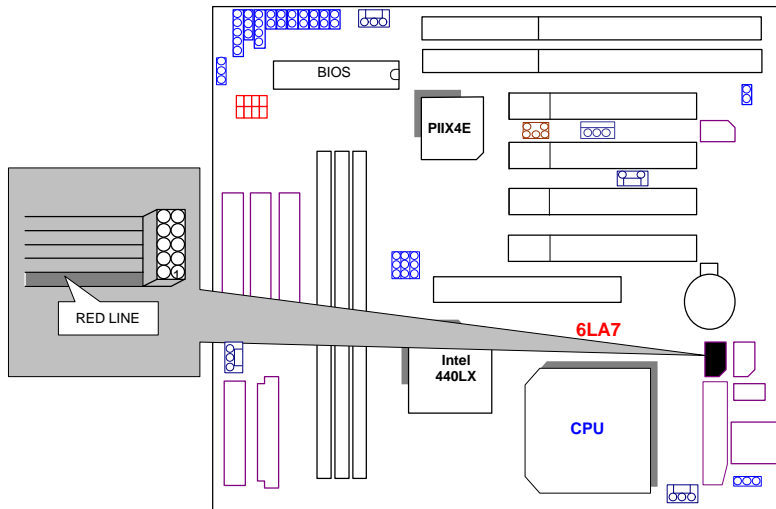 BIOS
PIIX4E
1
RED LINE
6LA7
Intel
440LX
CPU